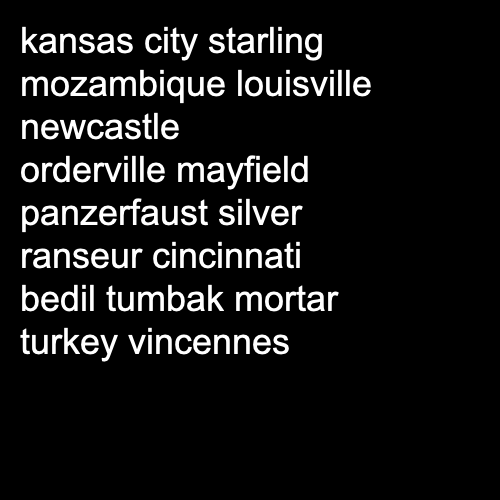 kansas city starling
mozambique louisville
newcastle
orderville mayfield
panzerfaust silver
ranseur cincinnati
bedil tumbak mortar
turkey vincennes